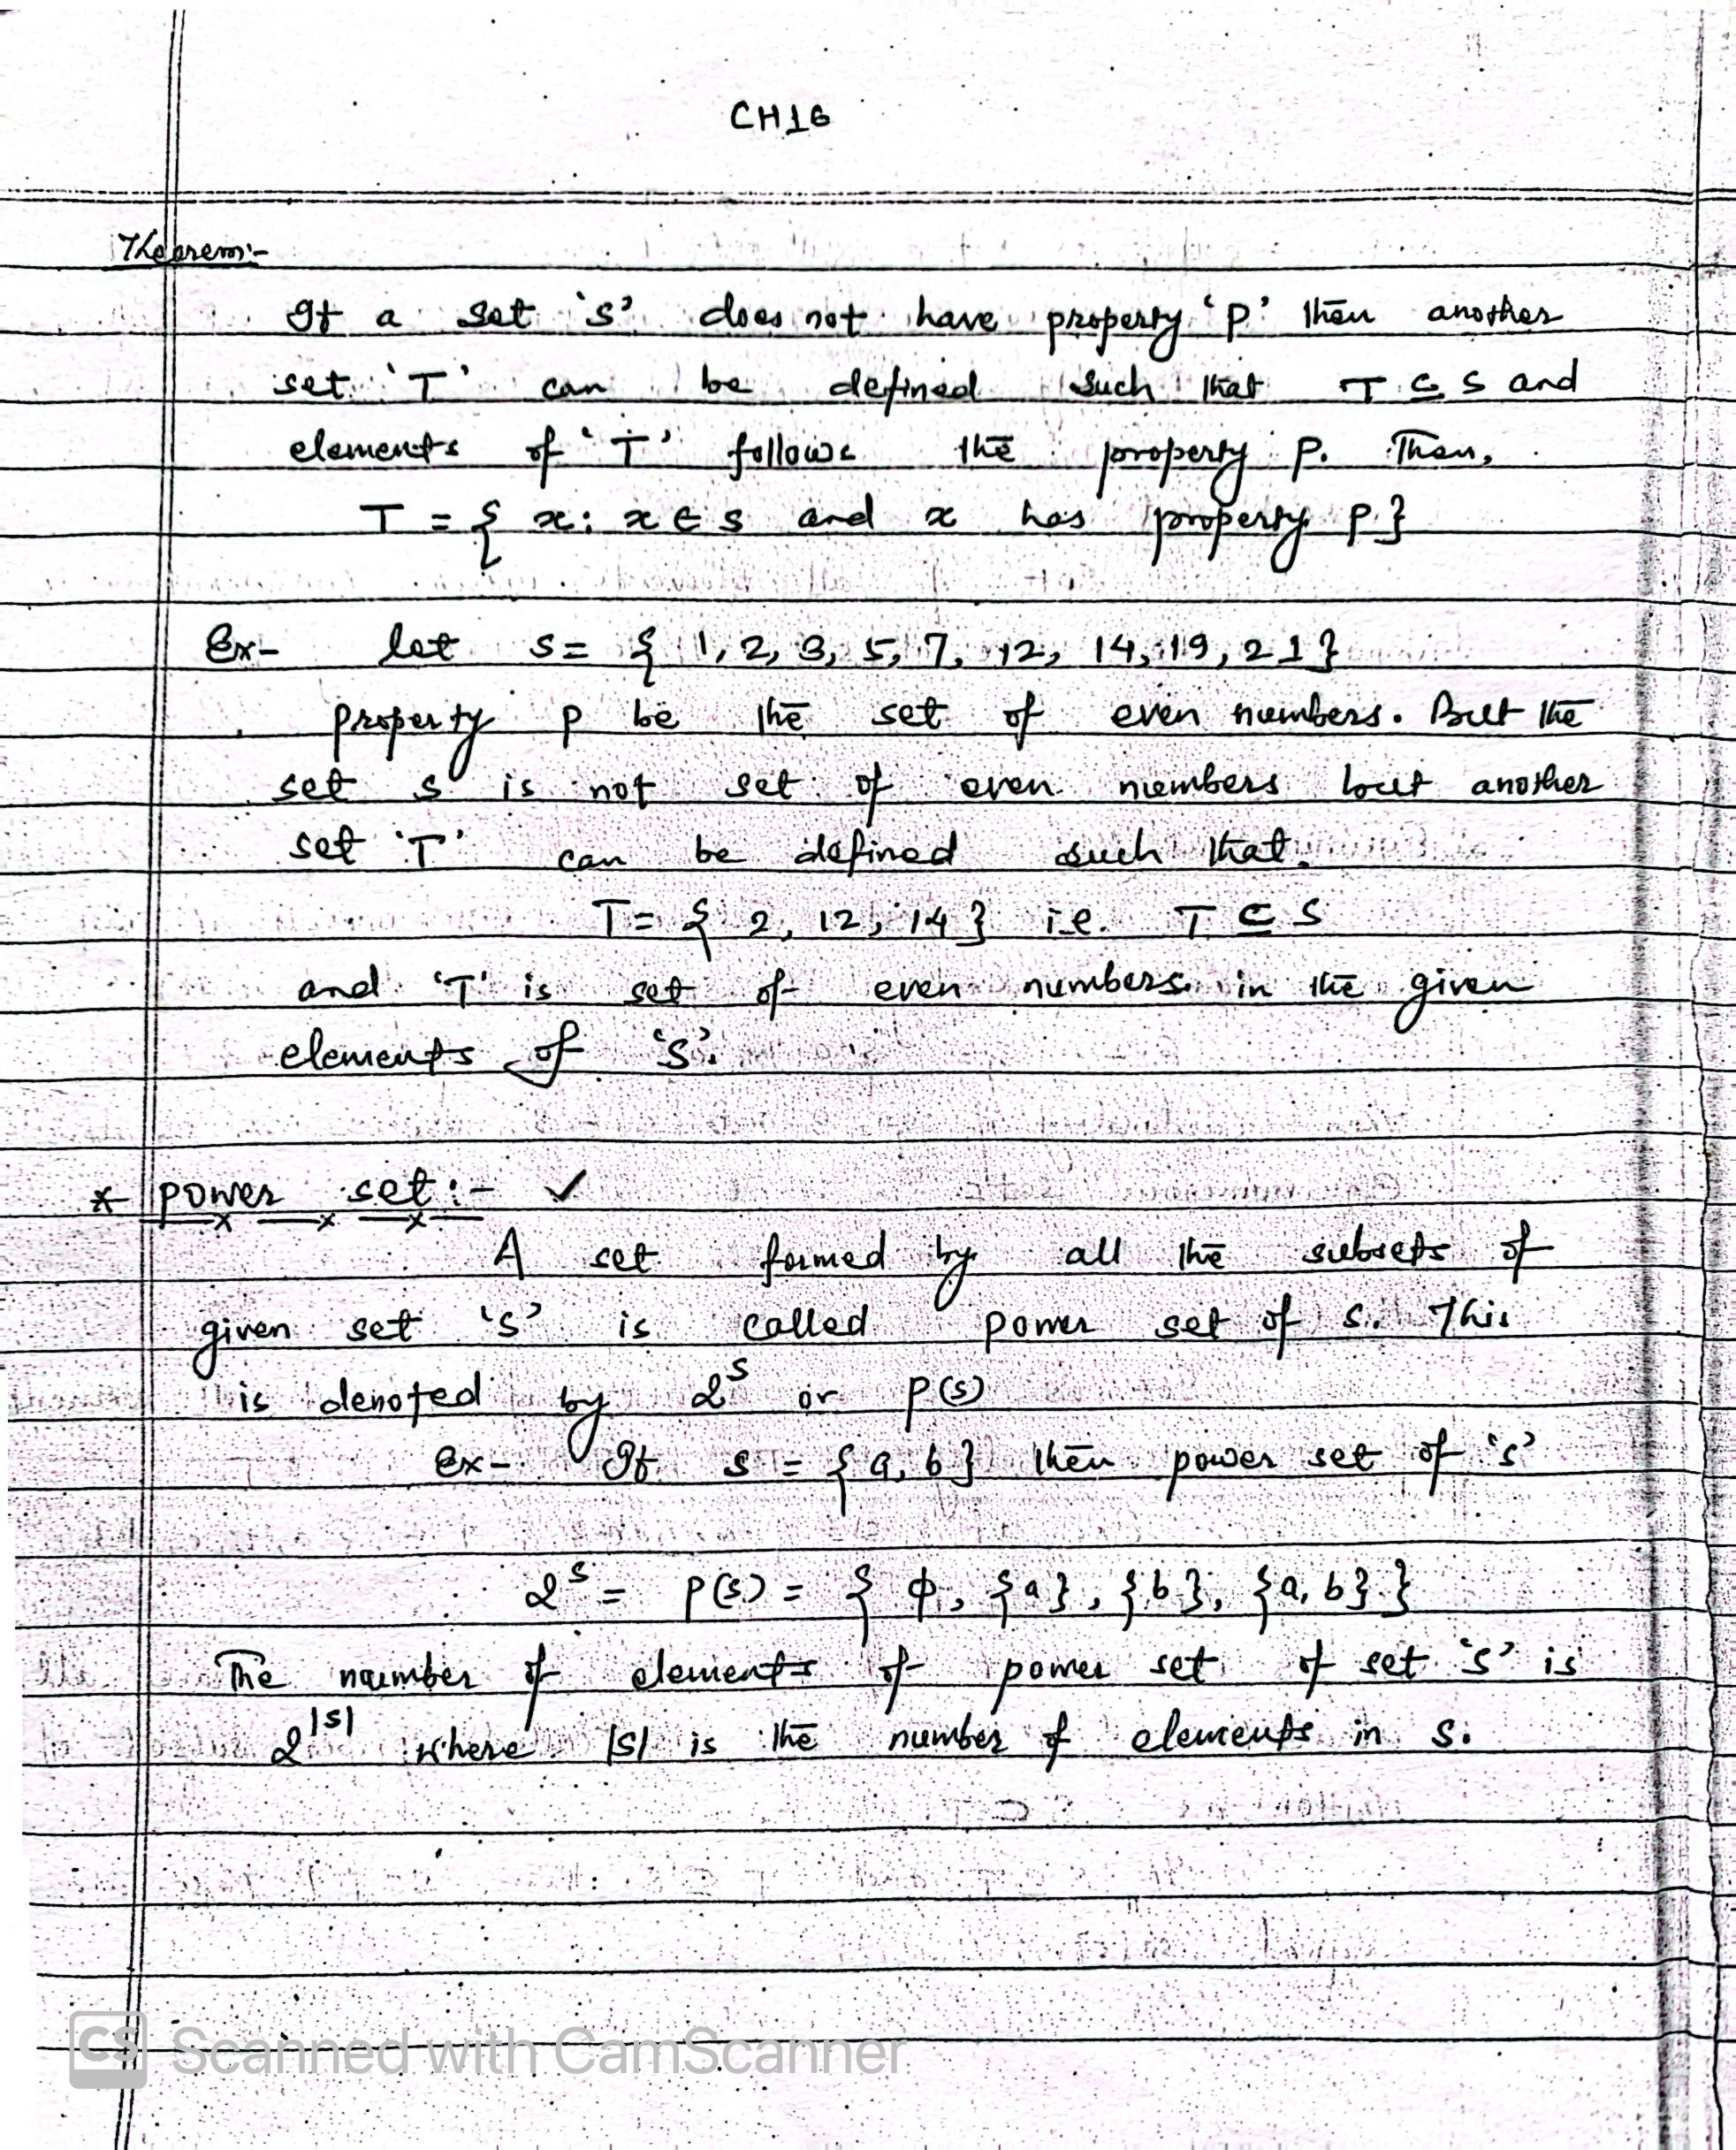 CH16
Theorem:-
If a set 'S' does not have property 'P' then another
set 'T' can be defined such that T ⊆ S and
elements of 'T' follows the property P. Then,
T = { x: x ∈ S and x has property P }
Ex- let S = { 1, 2, 3, 5, 7, 12, 14, 19, 21 }
property P be the set of even numbers. But the
set S is not set of even numbers but another
set 'T' can be defined such that.
T = { 2, 12, 14 } i.e. T ⊆ S
and 'T' is set of even numbers in the given
elements of 'S'.
* power set :- ✓
A set formed by all the subsets of
given set 'S' is called power set of S. This
is denoted by 2^S or P(S)
Ex- If S = { a, b } then power set of 'S'
2^S = P(S) = { ϕ, {a}, {b}, {a, b} }
The number of elements of power set of set 'S' is
2^|S| where |S| is the number of elements in S.
CS Scanned with CamScanner